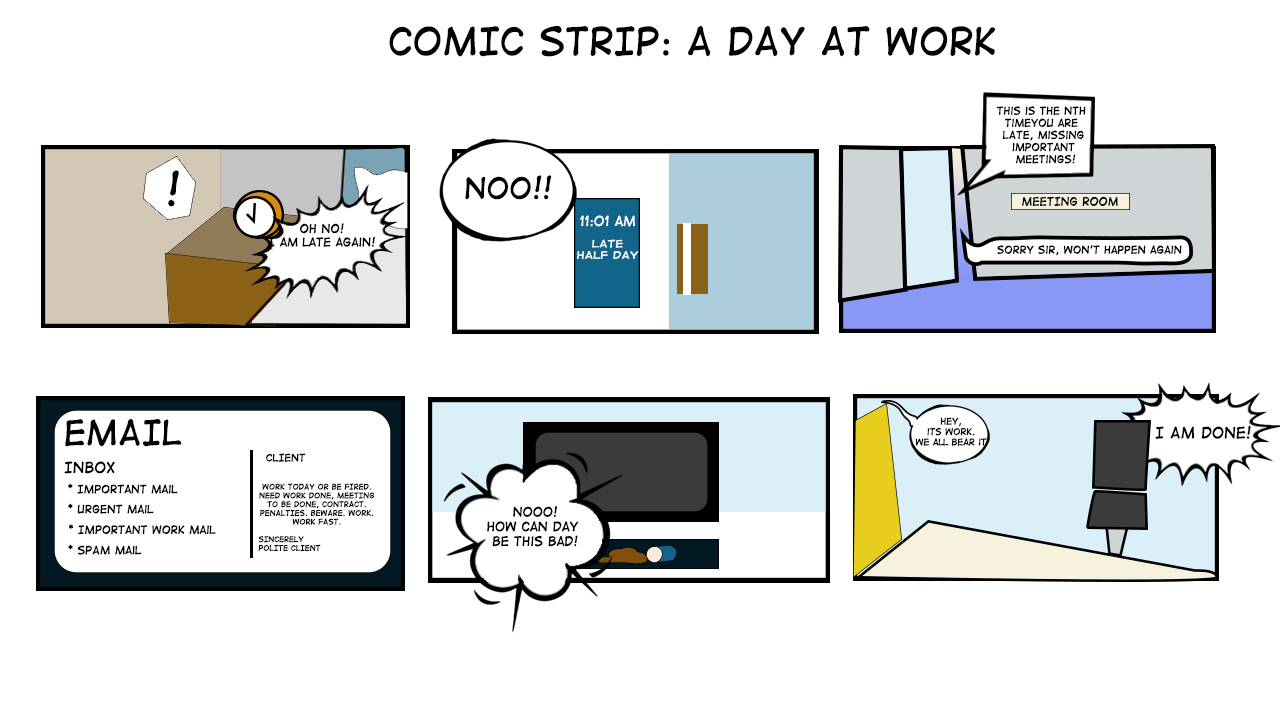 COMIC STRIP: A DAY AT WORK
!
OH NO!
I AM LATE AGAIN!
NOO!!
11:01 AM
LATE
HALF DAY
THIS IS THE NTH
TIMEYOU ARE
LATE, MISSING
IMPORTANT
MEETINGS!
MEETING ROOM
SORRY SIR, WON'T HAPPEN AGAIN
EMAIL
INBOX
* IMPORTANT MAIL
* URGENT MAIL
* IMPORTANT WORK MAIL
* SPAM MAIL
CLIENT
WORK TODAY OR BE FIRED.
NEED WORK DONE, MEETING
TO BE DONE, CONTRACT.
PENALTIES. BEWARE. WORK.
WORK FAST.
SINCERELY
POLITE CLIENT
NOOO!
HOW CAN DAY
BE THIS BAD!
HEY,
ITS WORK.
WE ALL BEAR IT
I AM DONE!